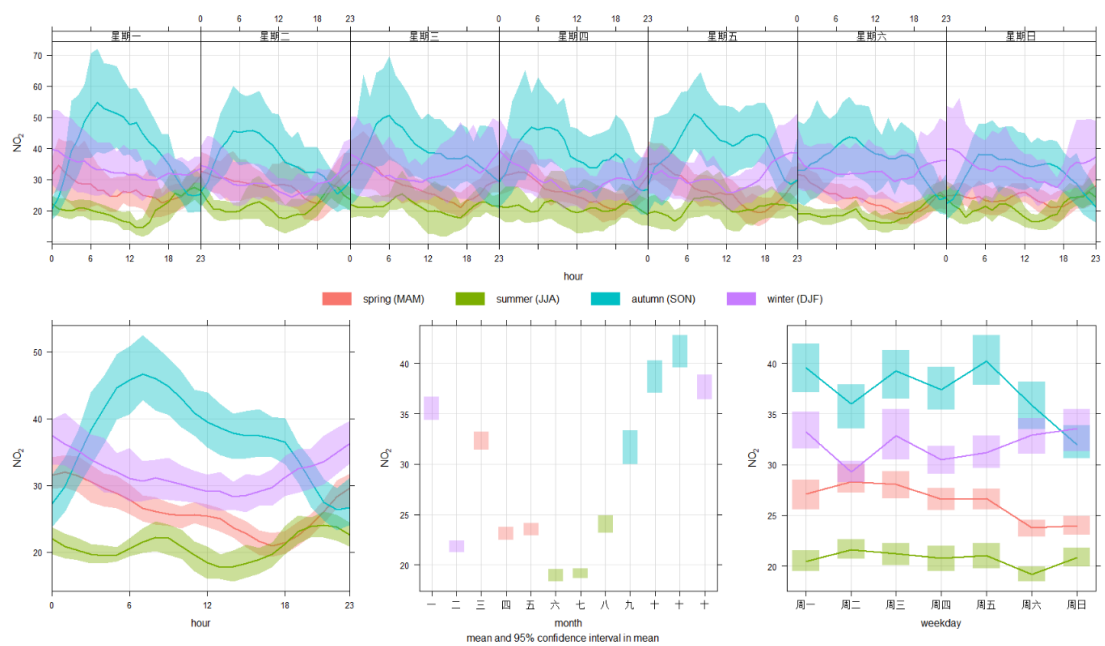 0 6 12 18 23 0 6 12 18 23 0 6 12 18 23
星期一 星期二 星期三 星期四 星期五 星期六 星期日
70
60
50
40
30
20
NO2
0 6 12 18 23 0 6 12 18 23 0 6 12 18 23 0 6 12 18 23
hour
spring (MAM) summer (JJA) autumn (SON) winter (DJF)
50
40
30
20
NO2
0 6 12 18 23
hour
40
35
30
25
20
NO2
一 二 三 四 五 六 七 八 九 十 十 十
month
40
35
30
25
20
NO2
周一 周二 周三 周四 周五 周六 周日
weekday
mean and 95% confidence interval in mean